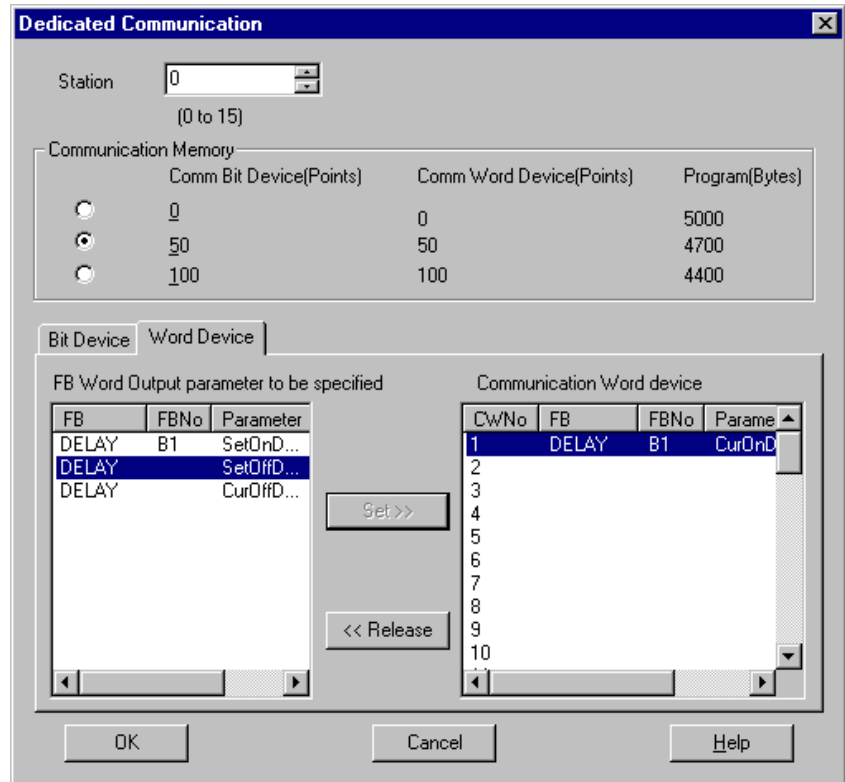 Dedicated Communication
Station 0
(0 to 15)
Communication Memory
Comm Bit Device(Points) Comm Word Device(Points) Program(Bytes)
0 0 5000
50 50 4700
100 100 4400
Bit Device Word Device
FB Word Output parameter to be specified
FB FBNo Parameter
DELAY B1 SetOnD...
DELAY SetOffD...
DELAY CurOffD...
Set >>
<< Release
Communication Word device
CWNo FB FBNo Parame
1 DELAY B1 CurOnD
2
3
4
5
6
7
8
9
10
OK Cancel Help